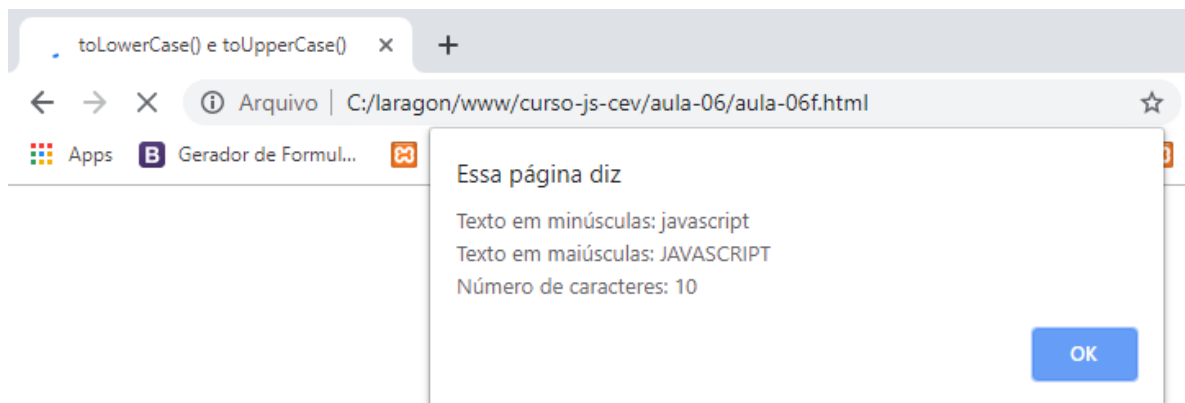 toLowerCase() e toUpperCase()
Arquivo | C:/laragon/www/curso-js-cev/aula-06/aula-06f.html
Apps B Gerador de Formul...
Essa página diz
Texto em minúsculas: javascript
Texto em maiúsculas: JAVASCRIPT
Número de caracteres: 10
OK